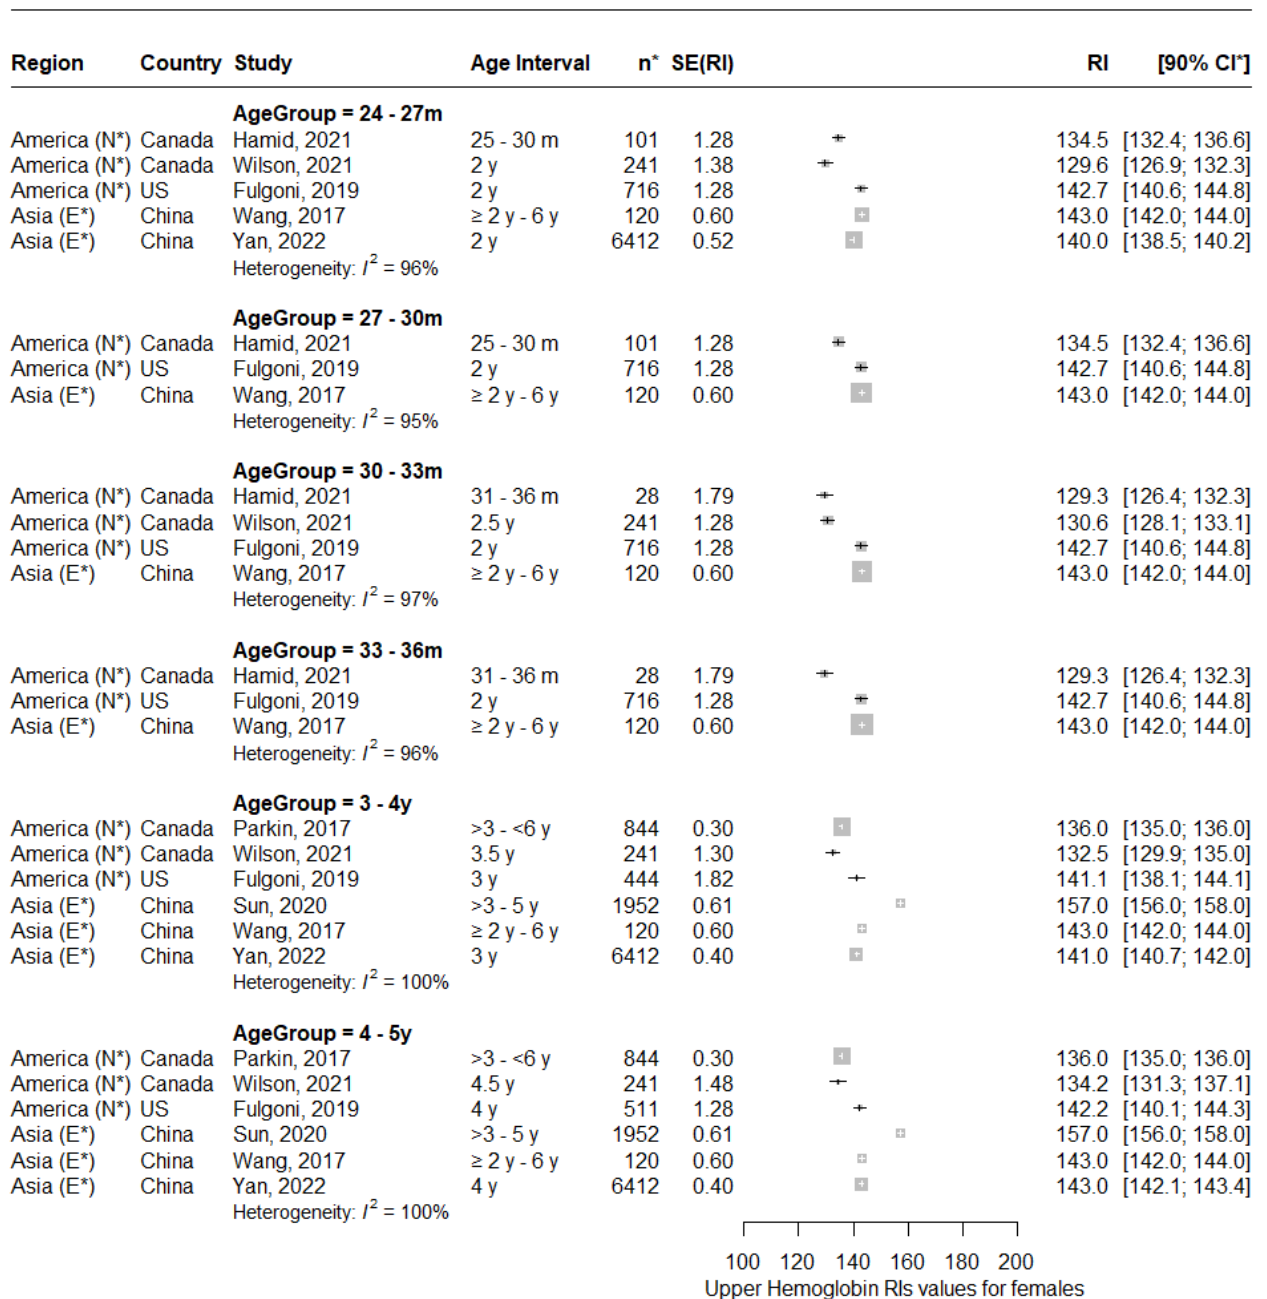 Region Country Study Age Interval n* SE(RI) RI [90% CI*]
AgeGroup = 24 - 27m
America (N*) Canada Hamid, 2021 25 - 30 m 101 1.28 134.5 [132.4; 136.6]
America (N*) Canada Wilson, 2021 2 y 241 1.38 129.6 [126.9; 132.3]
America (N*) US Fulgoni, 2019 2 y 716 1.28 142.7 [140.6; 144.8]
Asia (E*) China Wang, 2017 ≥ 2 y - 6 y 120 0.60 143.0 [142.0; 144.0]
Asia (E*) China Yan, 2022 2 y 6412 0.52 140.0 [138.5; 140.2]
Heterogeneity: I² = 96%
AgeGroup = 27 - 30m
America (N*) Canada Hamid, 2021 25 - 30 m 101 1.28 134.5 [132.4; 136.6]
America (N*) US Fulgoni, 2019 2 y 716 1.28 142.7 [140.6; 144.8]
Asia (E*) China Wang, 2017 ≥ 2 y - 6 y 120 0.60 143.0 [142.0; 144.0]
Heterogeneity: I² = 95%
AgeGroup = 30 - 33m
America (N*) Canada Hamid, 2021 31 - 36 m 28 1.79 129.3 [126.4; 132.3]
America (N*) Canada Wilson, 2021 2.5 y 241 1.28 130.6 [128.1; 133.1]
America (N*) US Fulgoni, 2019 2 y 716 1.28 142.7 [140.6; 144.8]
Asia (E*) China Wang, 2017 ≥ 2 y - 6 y 120 0.60 143.0 [142.0; 144.0]
Heterogeneity: I² = 97%
AgeGroup = 33 - 36m
America (N*) Canada Hamid, 2021 31 - 36 m 28 1.79 129.3 [126.4; 132.3]
America (N*) US Fulgoni, 2019 2 y 716 1.28 142.7 [140.6; 144.8]
Asia (E*) China Wang, 2017 ≥ 2 y - 6 y 120 0.60 143.0 [142.0; 144.0]
Heterogeneity: I² = 96%
AgeGroup = 3 - 4y
America (N*) Canada Parkin, 2017 >3 - <6 y 844 0.30 136.0 [135.0; 136.0]
America (N*) Canada Wilson, 2021 3.5 y 241 1.30 132.5 [129.9; 135.0]
America (N*) US Fulgoni, 2019 3 y 444 1.82 141.1 [138.1; 144.1]
Asia (E*) China Sun, 2020 >3 - 5 y 1952 0.61 157.0 [156.0; 158.0]
Asia (E*) China Wang, 2017 ≥ 2 y - 6 y 120 0.60 143.0 [142.0; 144.0]
Asia (E*) China Yan, 2022 3 y 6412 0.40 141.0 [140.7; 142.0]
Heterogeneity: I² = 100%
AgeGroup = 4 - 5y
America (N*) Canada Parkin, 2017 >3 - <6 y 844 0.30 136.0 [135.0; 136.0]
America (N*) Canada Wilson, 2021 4.5 y 241 1.48 134.2 [131.3; 137.1]
America (N*) US Fulgoni, 2019 4 y 511 1.28 142.2 [140.1; 144.3]
Asia (E*) China Sun, 2020 >3 - 5 y 1952 0.61 157.0 [156.0; 158.0]
Asia (E*) China Wang, 2017 ≥ 2 y - 6 y 120 0.60 143.0 [142.0; 144.0]
Asia (E*) China Yan, 2022 4 y 6412 0.40 143.0 [142.1; 143.4]
Heterogeneity: I² = 100%
100 120 140 160 180 200
Upper Hemoglobin RIs values for females